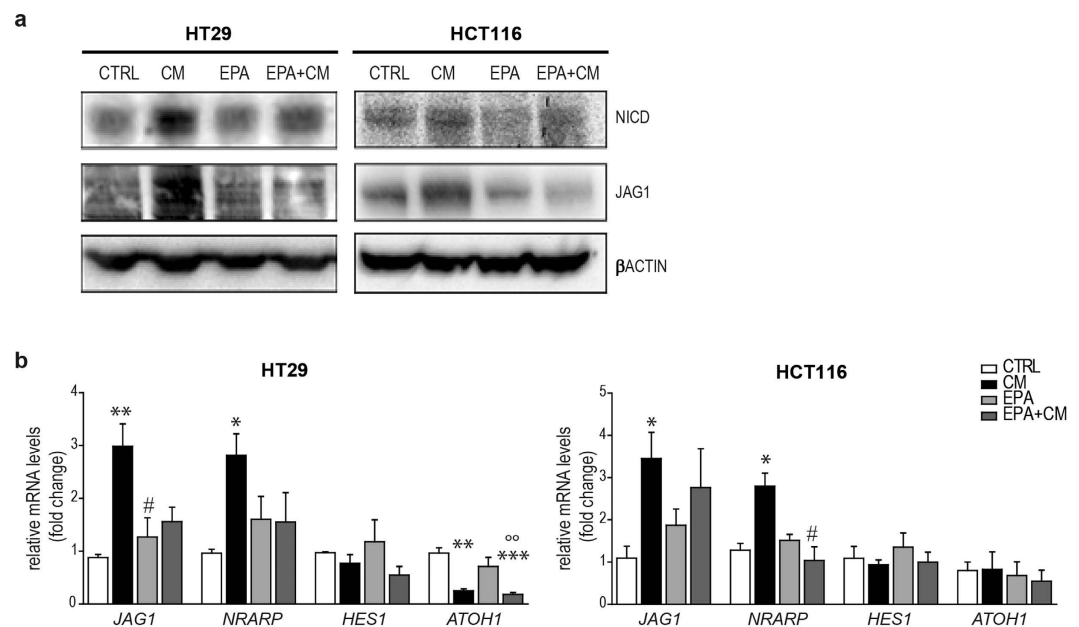 a
HT29 HCT116
CTRL CM EPA EPA+CM CTRL CM EPA EPA+CM
NICD
JAG1
βACTIN
b
HT29
relative mRNA levels
(fold change)
4
3
2
1
0
** # * ** °° ***
JAG1 NRARP HES1 ATOH1
HCT116
relative mRNA levels
(fold change)
5
4
3
2
1
0
* * #
JAG1 NRARP HES1 ATOH1
CTRL
CM
EPA
EPA+CM